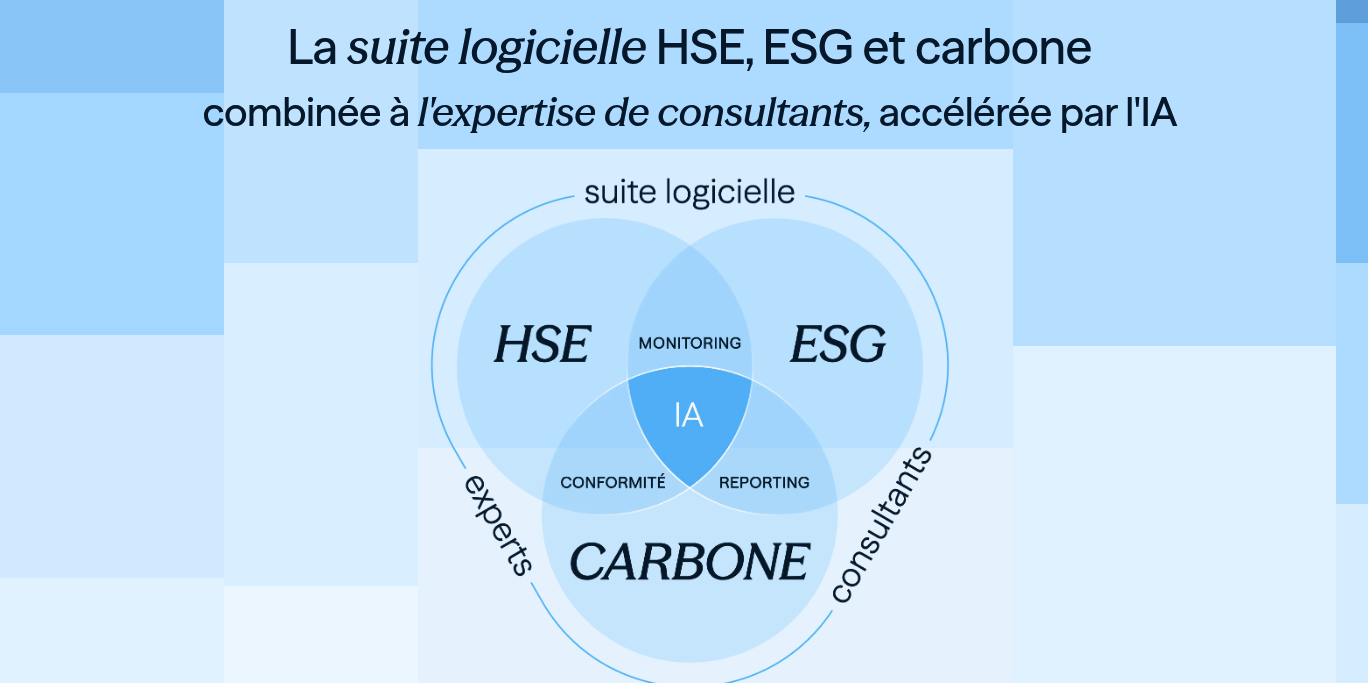 La suite logicielle HSE, ESG et carbone
combinée à l'expertise de consultants, accélérée par l'IA
suite logicielle
HSE
MONITORING
ESG
IA
CONFORMITÉ
REPORTING
experts
consultants
CARBONE